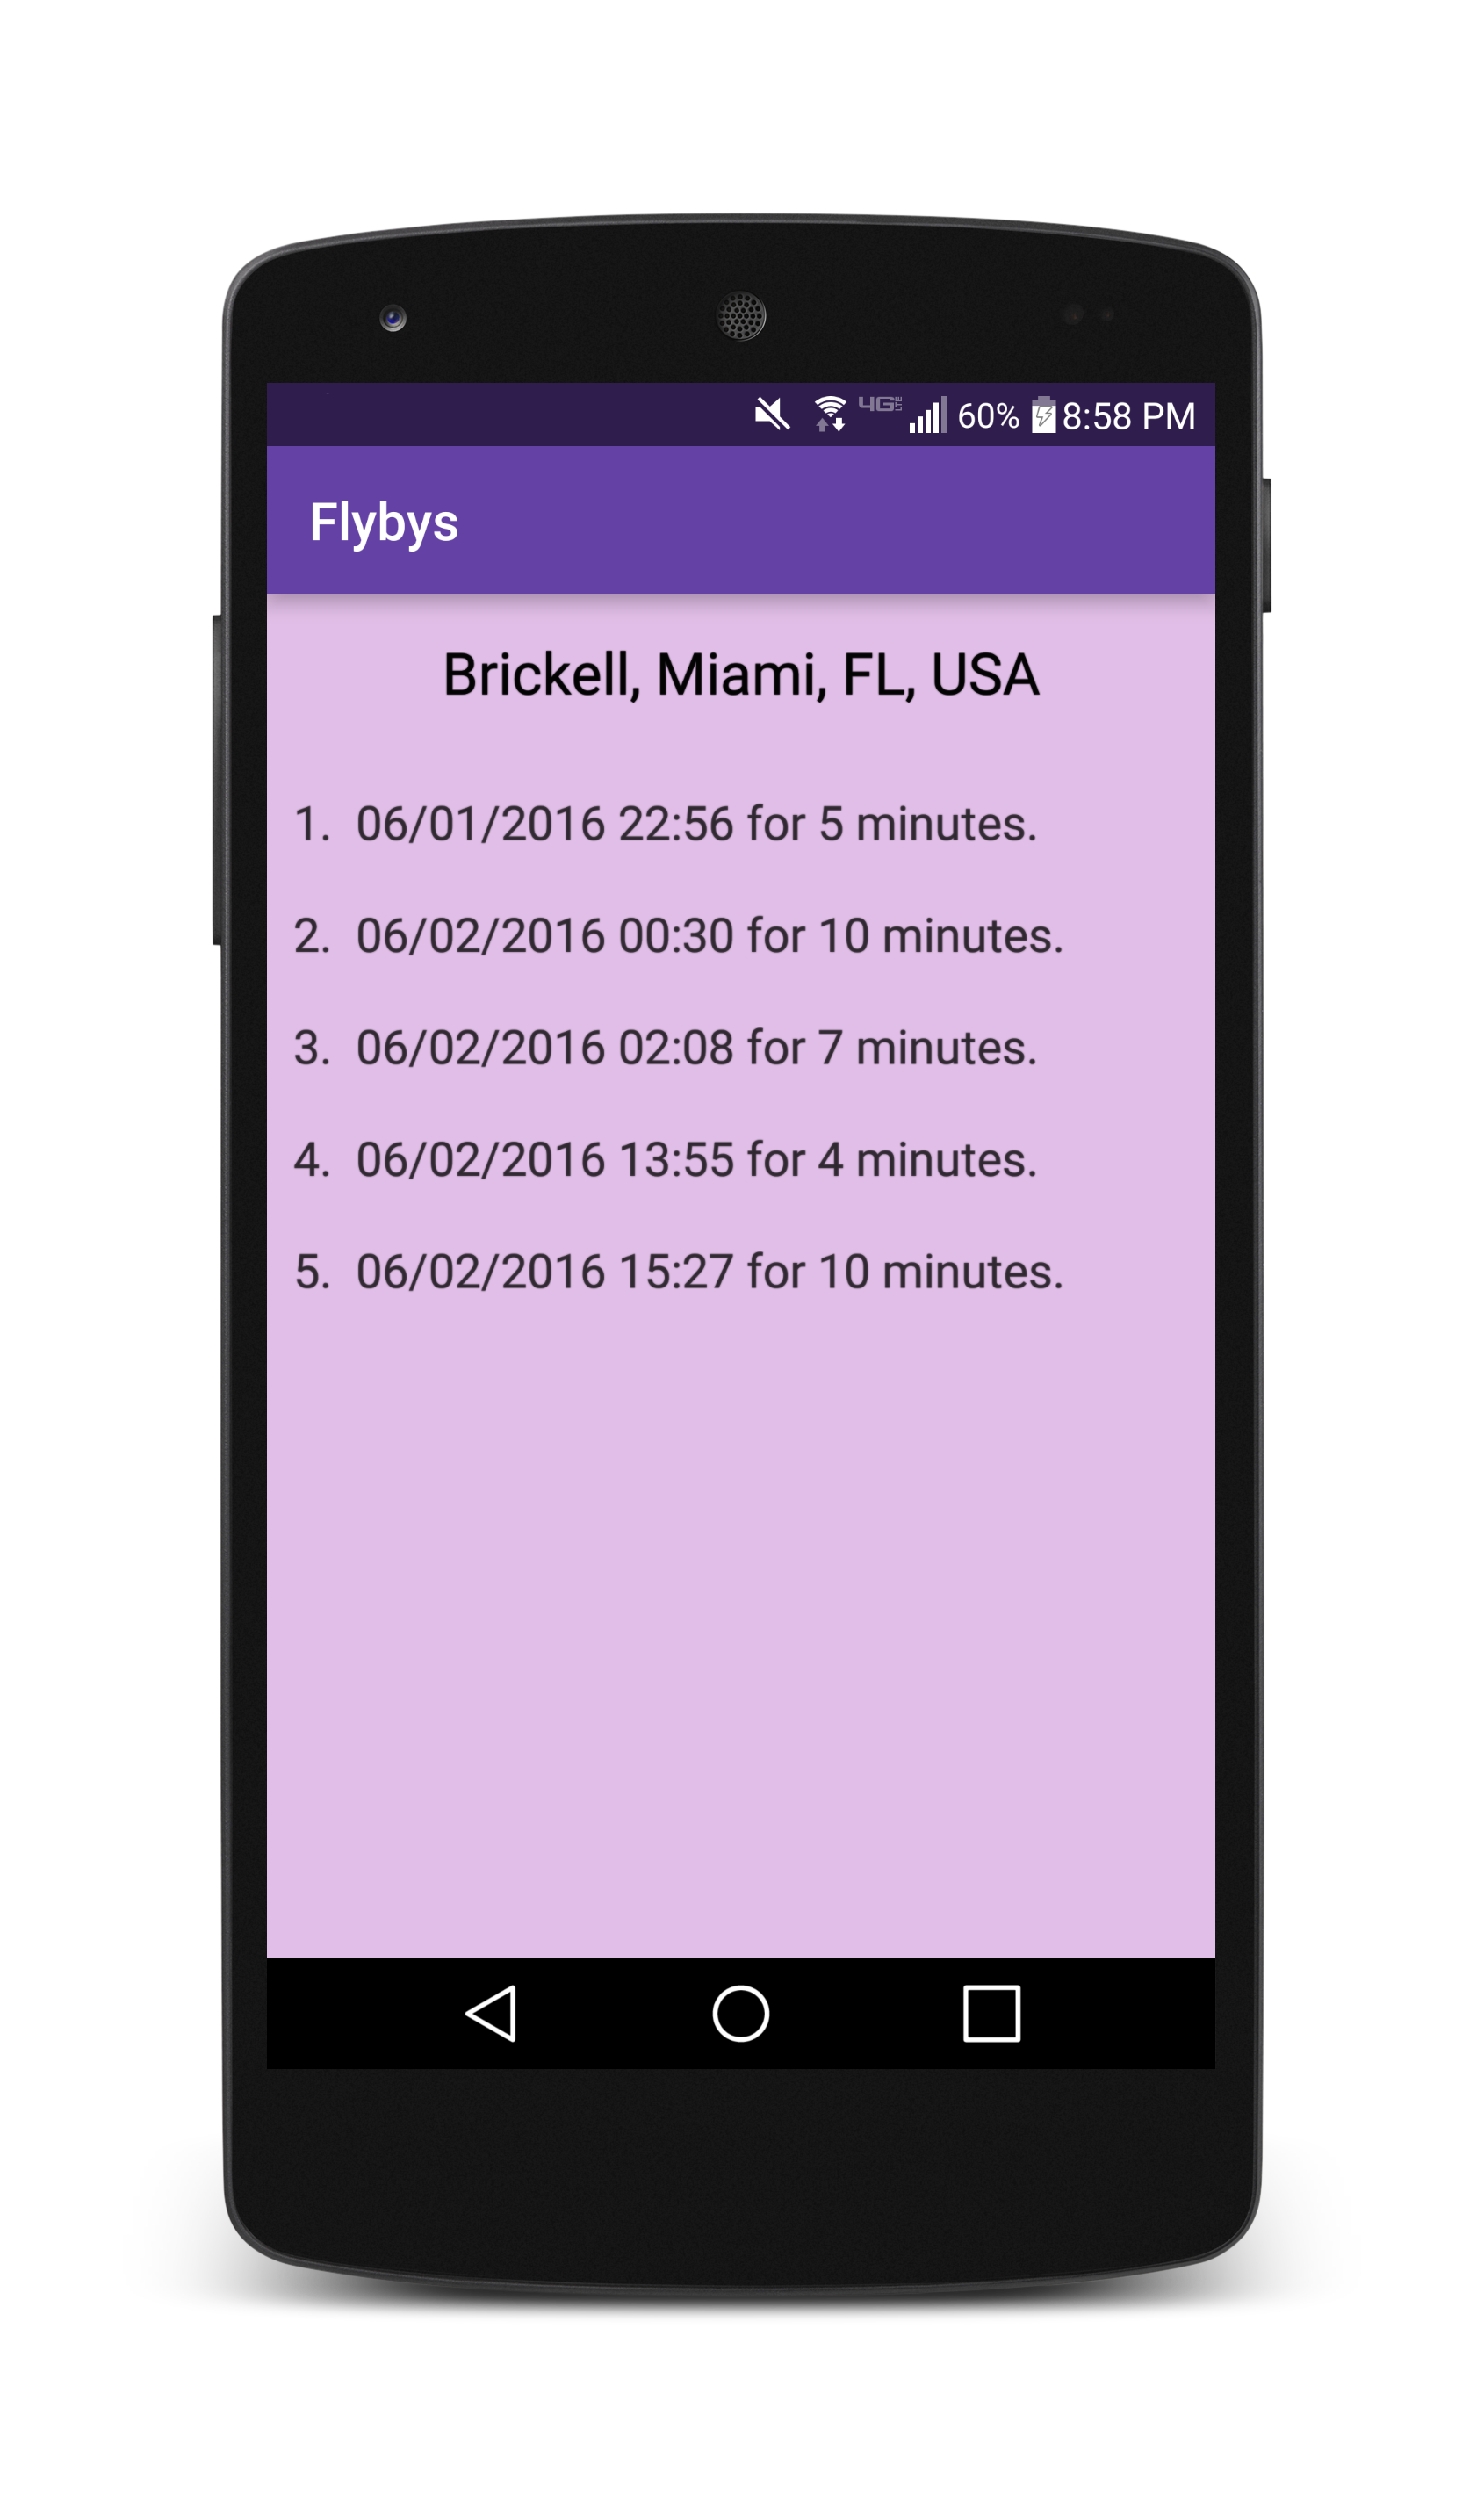 4G LTE 60% 8:58 PM
Flybys
Brickell, Miami, FL, USA
1. 06/01/2016 22:56 for 5 minutes.
2. 06/02/2016 00:30 for 10 minutes.
3. 06/02/2016 02:08 for 7 minutes.
4. 06/02/2016 13:55 for 4 minutes.
5. 06/02/2016 15:27 for 10 minutes.